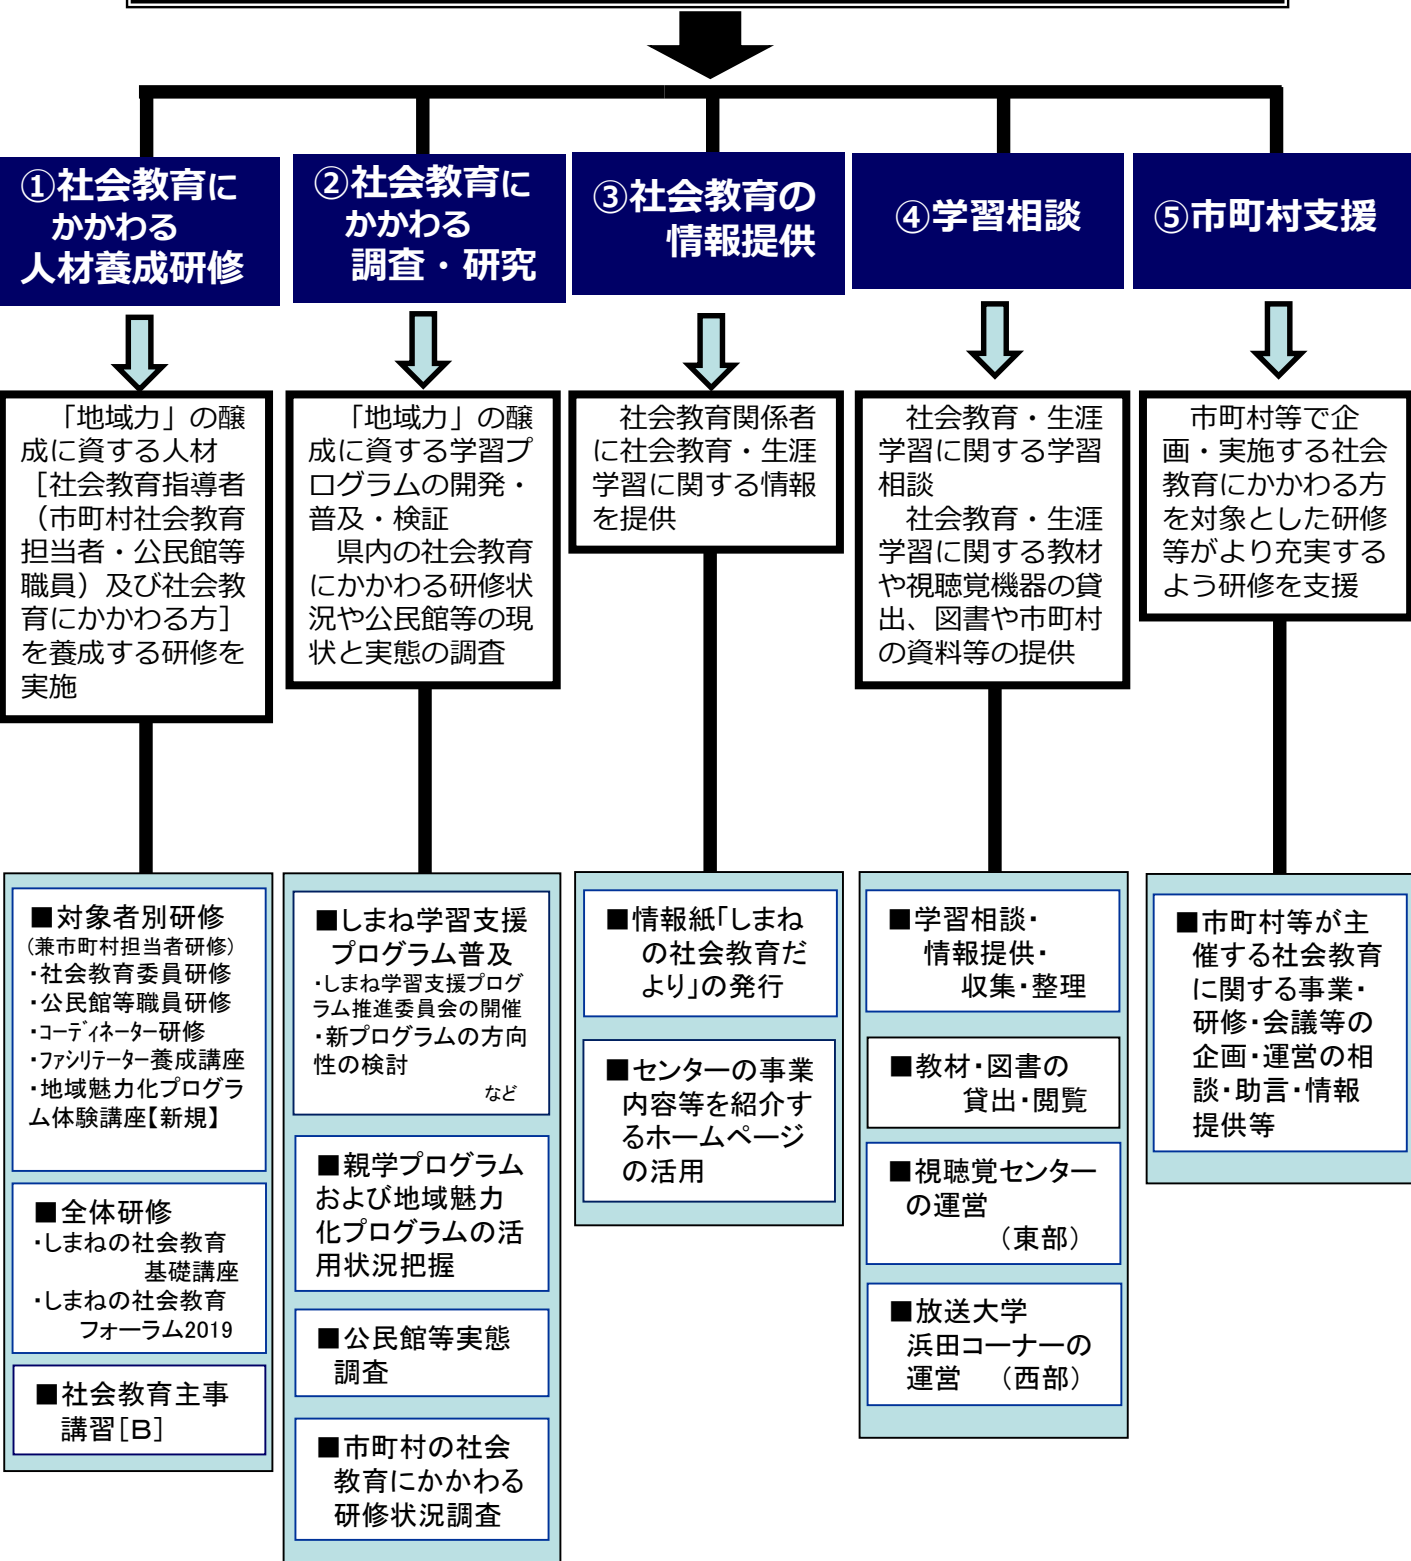 ①社会教育に
かかわる
人材養成研修
②社会教育に
かかわる
調査・研究
③社会教育の
情報提供
④学習相談
⑤市町村支援
「地域力」の醸
成に資する人材
［社会教育指導者
（市町村社会教育
担当者・公民館等
職員）及び社会教
育にかかわる方］
を養成する研修を
実施
「地域力」の醸
成に資する学習プ
ログラムの開発・
普及・検証
県内の社会教育
にかかわる研修状
況や公民館等の現
状と実態の調査
社会教育関係者
に社会教育・生涯
学習に関する情報
を提供
社会教育・生涯
学習に関する学習
相談
社会教育・生涯
学習に関する教材
や視聴覚機器の貸
出、図書や市町村
の資料等の提供
市町村等で企
画・実施する社会
教育にかかわる方
を対象とした研修
等がより充実する
よう研修を支援
■対象者別研修
（兼市町村担当者研修）
・社会教育委員研修
・公民館等職員研修
・コーディネーター研修
・ファシリテーター養成講座
・地域魅力化プログラ
ム体験講座【新規】
■全体研修
・しまねの社会教育
基礎講座
・しまねの社会教育
フォーラム2019
■社会教育主事
講習［B］
■しまね学習支援
プログラム普及
・しまね学習支援プログ
ラム推進委員会の開催
・新プログラムの方向
性の検討
など
■親学プログラム
および地域魅力
化プログラムの活
用状況把握
■公民館等実態
調査
■市町村の社会
教育にかかわる
研修状況調査
■情報紙「しまね
の社会教育だ
より」の発行
■センターの事業
内容等を紹介す
るホームページ
の活用
■学習相談・
情報提供・
収集・整理
■教材・図書の
貸出・閲覧
■視聴覚センター
の運営
（東部）
■放送大学
浜田コーナーの
運営　（西部）
■市町村等が主
催する社会教育
に関する事業・
研修・会議等の
企画・運営の相
談・助言・情報
提供等